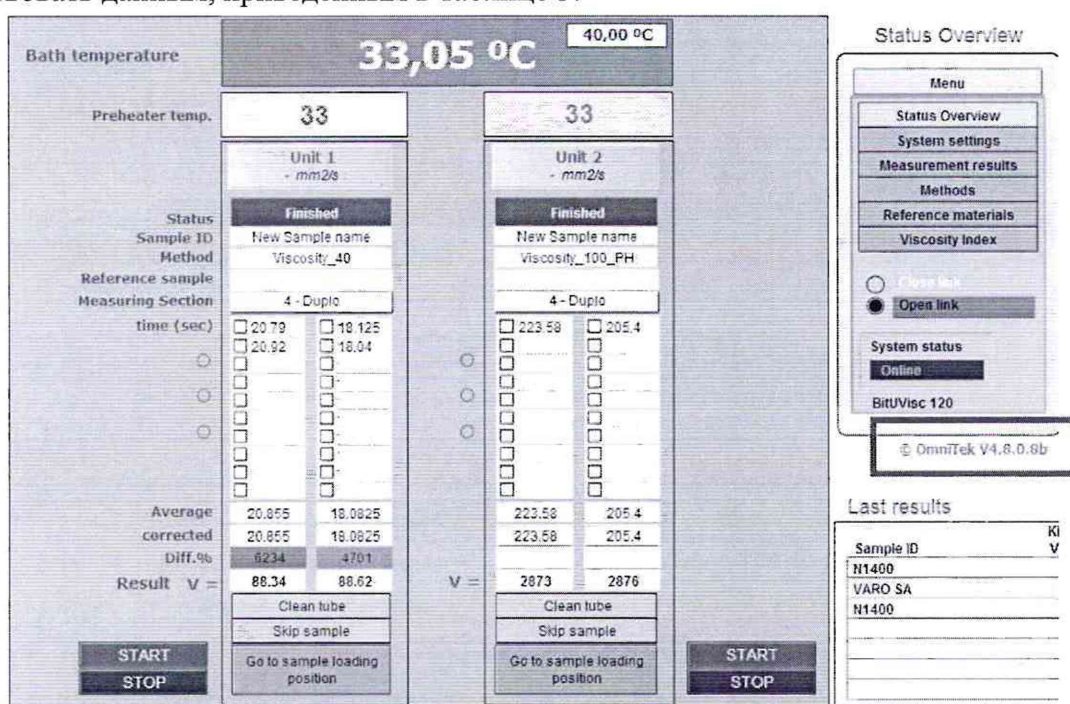 Bath temperature 33,05 ºC 40,00 ºC
Preheater temp. 33 33
Unit 1 Unit 2
- mm2/s - mm2/s
Status Finished Finished
Sample ID New Sample name New Sample name
Method Viscosity_40 Viscosity_100_PH
Reference sample
Measuring Section 4 - Duplo 4 - Duplo
time (sec) 20.79 18.125 223.58 205.4
20.92 18.04
Average 20.855 18.0825 223.58 205.4
corrected 20.855 18.0825 223.58 205.4
Diff.% 6234 4701
Result V = 88.34 88.62 V = 2873 2876
Clean tube Clean tube
Skip sample Skip sample
START Go to sample loading Go to sample loading START
STOP position position STOP
Status Overview
Menu
Status Overview
System settings
Measurement results
Methods
Reference materials
Viscosity Index
Close link
Open link
System status
Online
BitUVisc 120
© OmniTek V4.8.0.8b
Last results
Ki
Sample ID V
N1400
VARO SA
N1400